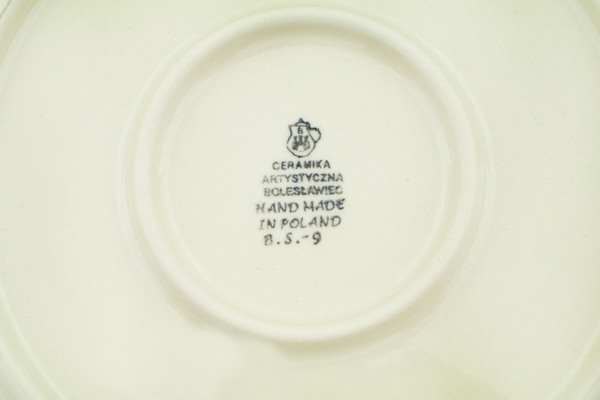 CERAMIKA
ARTYSTYCZNA
BOLESŁAWIEC
HAND MADE
IN POLAND
B.S.-9